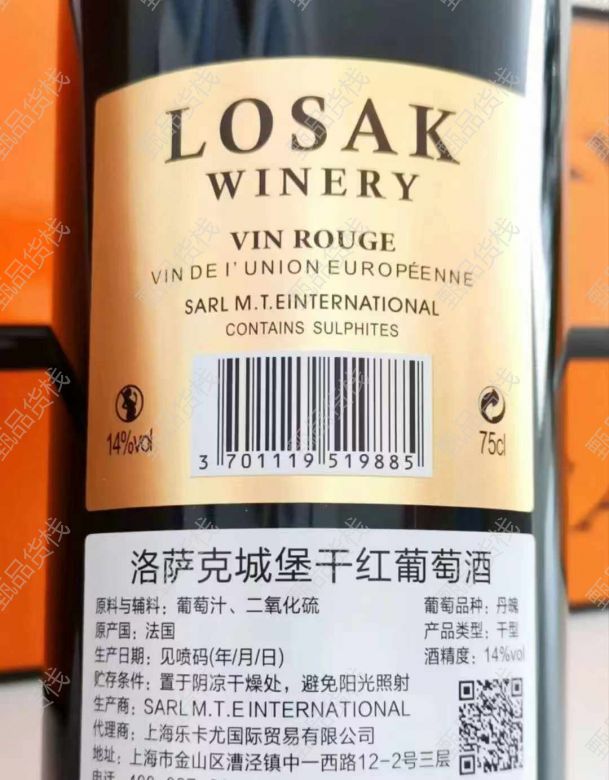 LOSAK
WINERY
VIN ROUGE
VIN DE I' UNION EUROPÉENNE
SARL M.T.EINTERNATIONAL
CONTAINS SULPHITES
14%vol
75cl
3 701119 519885
洛萨克城堡干红葡萄酒
原料与辅料：葡萄汁、二氧化硫
葡萄品种：丹魄
原产国：法国
产品类型：干型
生产日期：见喷码(年/月/日)
酒精度：14%vol
贮存条件：置于阴凉干燥处，避免阳光照射
生产商：SARL M.T.E INTERNATIONAL
代理商：上海乐卡尤国际贸易有限公司
地址：上海市金山区漕泾镇中一西路12-2号三层
甄品货栈